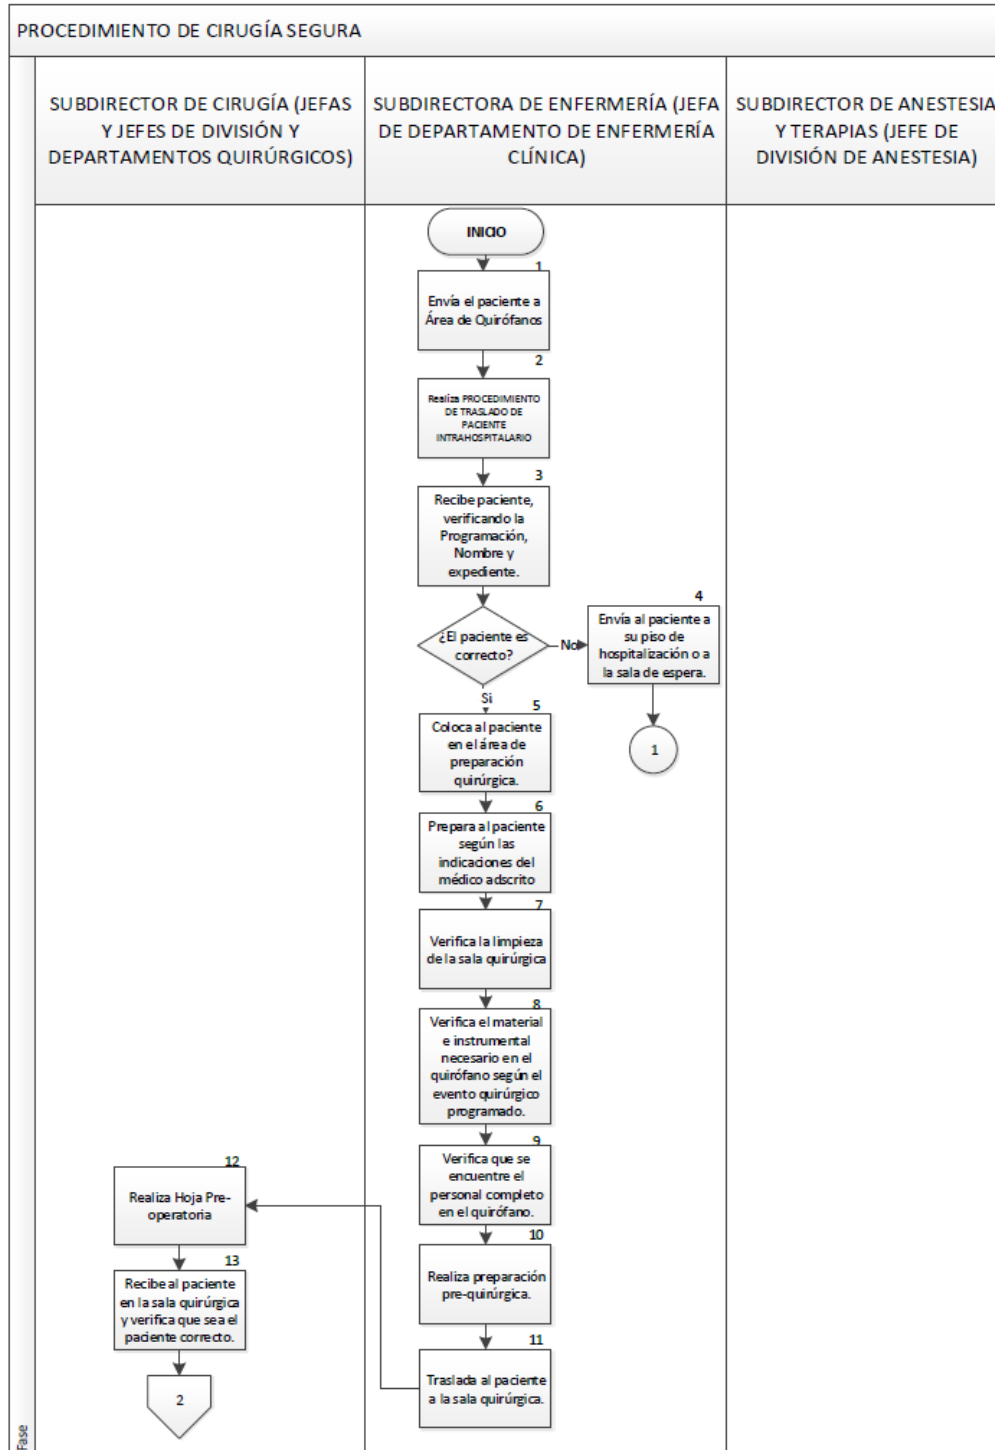 PROCEDIMIENTO DE CIRUGÍA SEGURA
SUBDIRECTOR DE CIRUGÍA (JEFAS
Y JEFES DE DIVISIÓN Y
DEPARTAMENTOS QUIRÚRGICOS)
SUBDIRECTORA DE ENFERMERÍA (JEFA
DE DEPARTAMENTO DE ENFERMERÍA
CLÍNICA)
SUBDIRECTOR DE ANESTESIA
Y TERAPIAS (JEFE DE
DIVISIÓN DE ANESTESIA)
INICIO
1
Envía el paciente a
Área de Quirófanos
2
Realiza PROCEDIMIENTO
DE TRASLADO DE
PACIENTE
INTRAHOSPITALARIO
3
Recibe paciente,
verificando la
Programación,
Nombre y
expediente.
¿El paciente es
correcto?
No
4
Envía al paciente a
su piso de
hospitalización o a
la sala de espera.
1
Si
5
Coloca al paciente
en el área de
preparación
quirúrgica.
6
Prepara al paciente
según las
indicaciones del
médico adscrito
7
Verifica la limpieza
de la sala quirúrgica
8
Verifica el material
e instrumental
necesario en el
quirófano según el
evento quirúrgico
programado.
9
Verifica que se
encuentre el
personal completo
en el quirófano.
10
Realiza preparación
pre-quirúrgica.
11
Traslada al paciente
a la sala quirúrgica.
12
Realiza Hoja Pre-
operatoria
13
Recibe al paciente
en la sala quirúrgica
y verifica que sea el
paciente correcto.
2
Fase